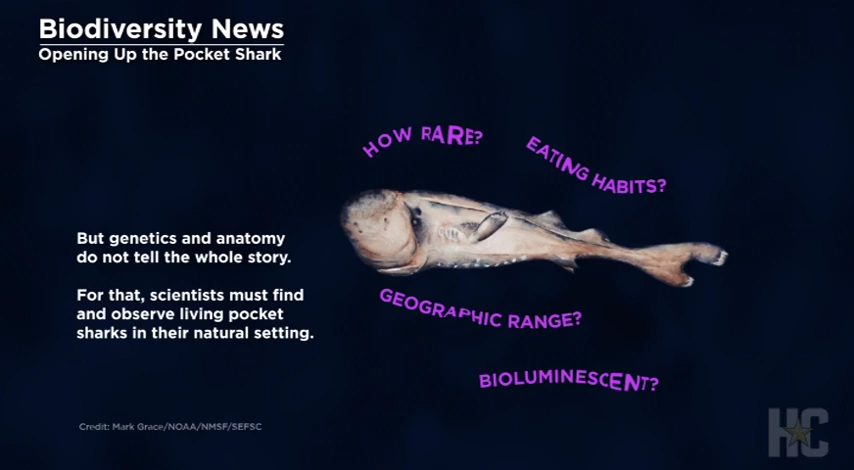 Biodiversity News
Opening Up the Pocket Shark
HOW RARE?
EATING HABITS?
But genetics and anatomy
do not tell the whole story.
For that, scientists must find
and observe living pocket
sharks in their natural setting.
GEOGRAPHIC RANGE?
BIOLUMINESCENT?
Credit: Mark Grace/NOAA/NMSF/SEFSC
HC